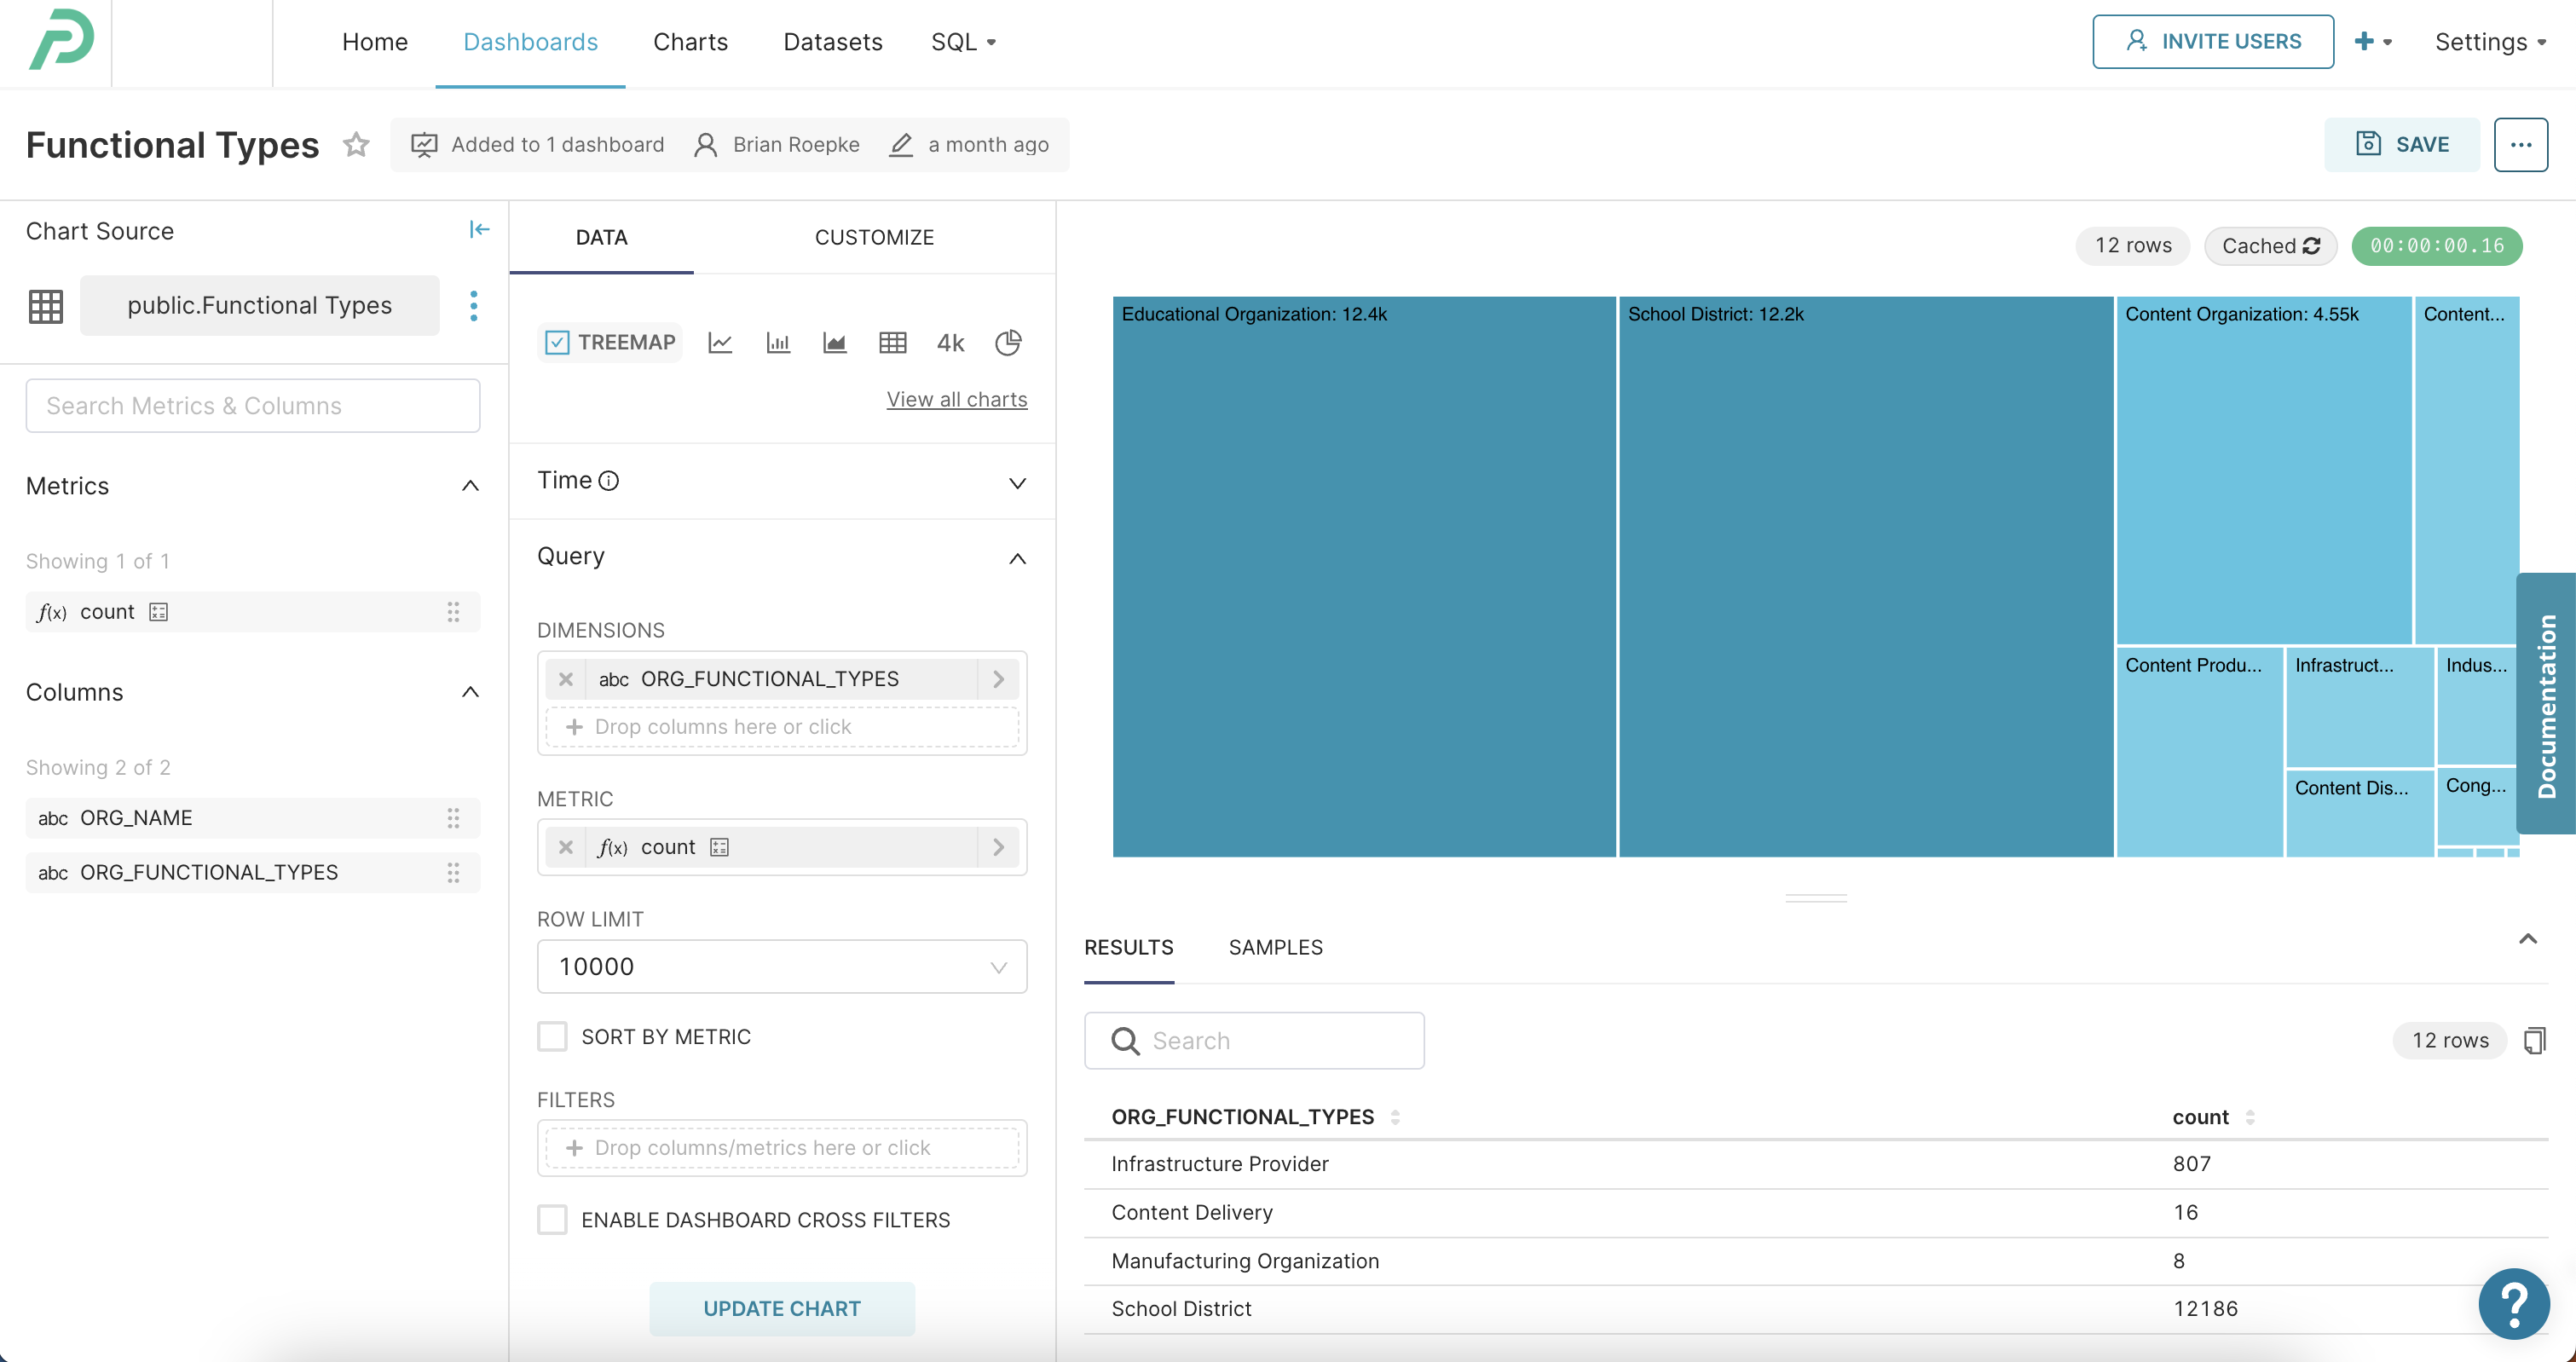 Home Dashboards Charts Datasets SQL INVITE USERS Settings
Functional Types Added to 1 dashboard Brian Roepke a month ago SAVE
Chart Source
public.Functional Types
Search Metrics & Columns
Metrics
Showing 1 of 1
f(x) count
Columns
Showing 2 of 2
abc ORG_NAME
abc ORG_FUNCTIONAL_TYPES
DATA CUSTOMIZE
TREEMAP 4k
View all charts
Time
Query
DIMENSIONS
abc ORG_FUNCTIONAL_TYPES
Drop columns here or click
METRIC
f(x) count
ROW LIMIT
10000
SORT BY METRIC
FILTERS
Drop columns/metrics here or click
ENABLE DASHBOARD CROSS FILTERS
UPDATE CHART
12 rows Cached 00:00:00.16
Educational Organization: 12.4k School District: 12.2k Content Organization: 4.55k Content...
Content Produ... Infrastruct... Indus...
Content Dis... Cong...
Documentation
RESULTS SAMPLES
Search 12 rows
ORG_FUNCTIONAL_TYPES count
Infrastructure Provider 807
Content Delivery 16
Manufacturing Organization 8
School District 12186
?